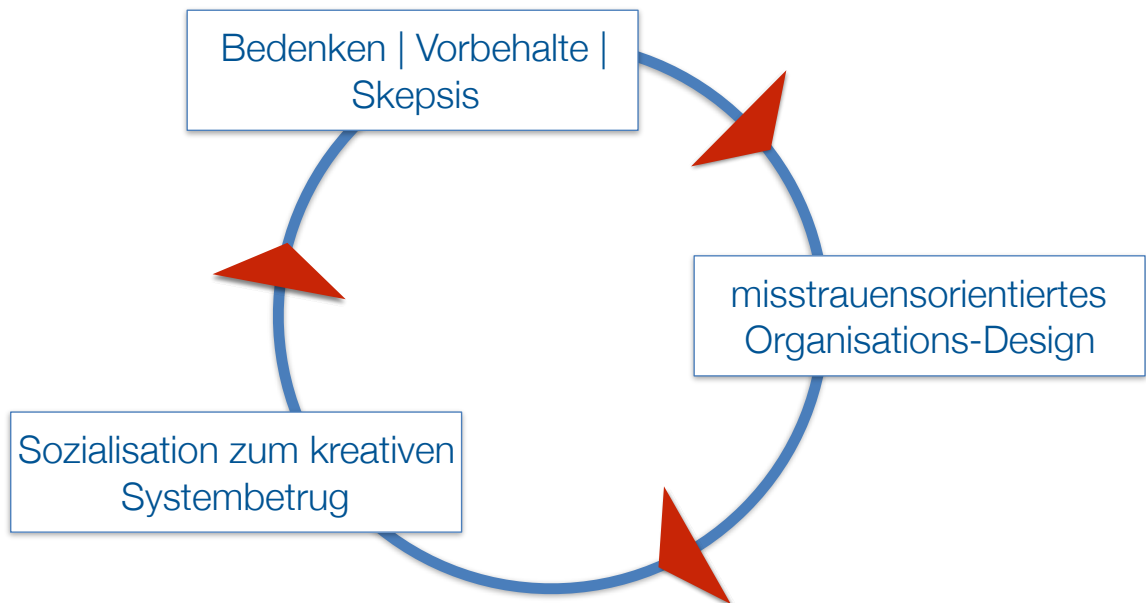 Bedenken | Vorbehalte |
Skepsis
misstrauensorientiertes
Organisations-Design
Sozialisation zum kreativen
Systembetrug